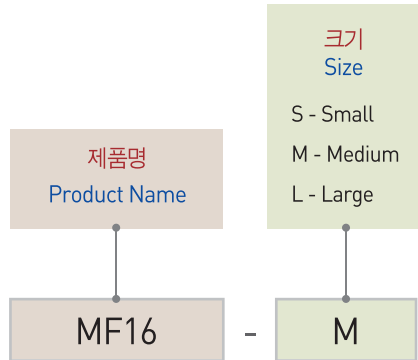 크기
Size
S - Small
M - Medium
L - Large
제품명
Product Name
MF16 - M